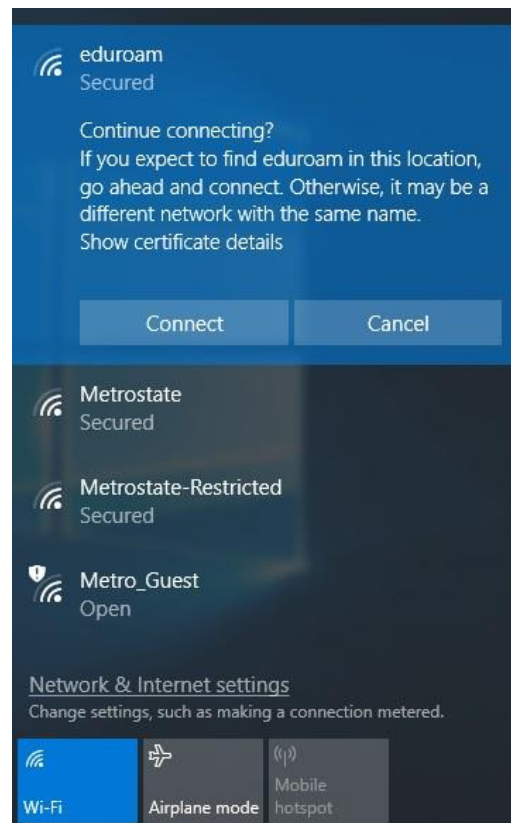 eduroam
Secured
Continue connecting?
If you expect to find eduroam in this location,
go ahead and connect. Otherwise, it may be a
different network with the same name.
Show certificate details
Connect Cancel
Metrostate
Secured
Metrostate-Restricted
Secured
Metro_Guest
Open
Network & Internet settings
Change settings, such as making a connection metered.
Mobile
Wi-Fi Airplane mode hotspot